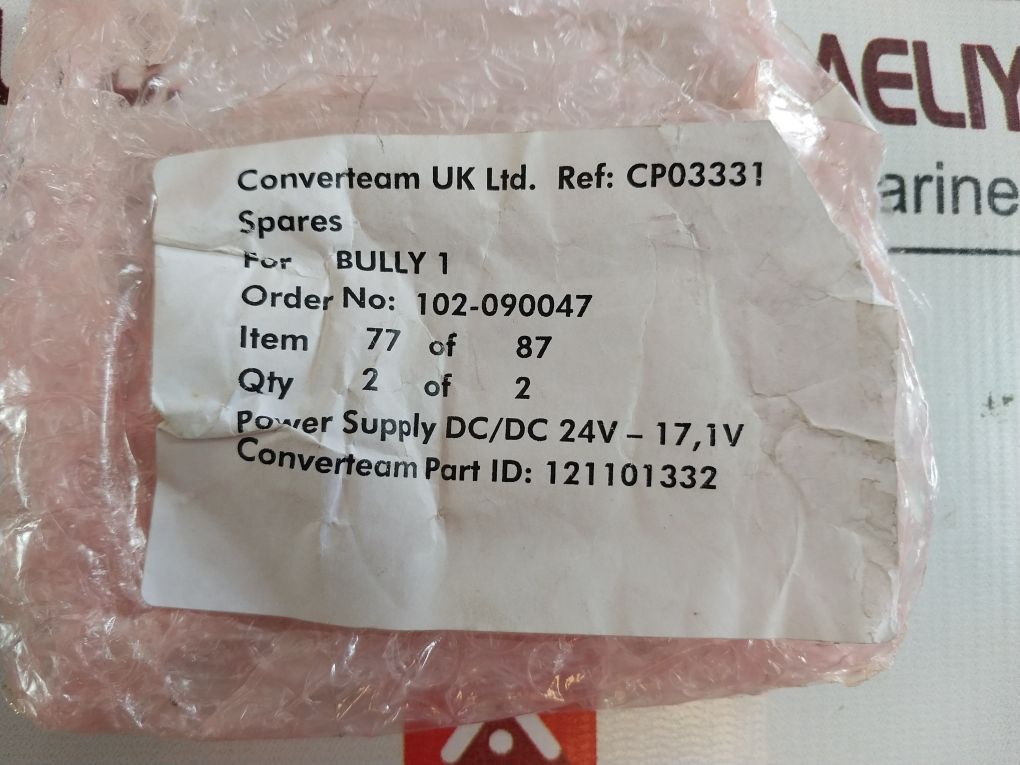 Converteam UK Ltd. Ref: CP03331
Spares
For BULLY 1
Order No: 102-090047
Item 77 of 87
Qty 2 of 2
Power Supply DC/DC 24V – 17,1V
Converteam Part ID: 121101332
AELIY
arine